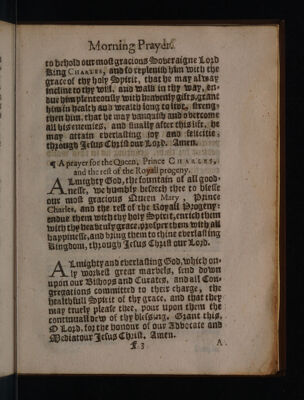 Morning Prayer.
to behold our most gracious Soveraigne Lord
King CHARLES, and so replenish him with the
grace of thy holy Spirit, that he may alway
incline to thy will, and walk in thy way, en-
due him plenteously with heavenly gifts, grant
him in health and wealth long to live, streng-
then him, that he may vanquish and overcome
all his enemies, and finally after this life, he
may attain everlasting joy and felicitie,
through Jesus Christ our Lord. Amen.
¶ A prayer for the Queen, Prince CHARLES,
and the rest of the Royall progeny.
ALmighty God, the fountain of all good-
nesse, we humbly beseech thee to blesse
our most gracious Queen Mary, Prince
Charles, and the rest of the Royall Progeny:
endue them with thy holy Spirit, enrich them
with thy heavenly grace, prosper them with all
happinesse, and bring them to thine everlasting
Kingdom, through Jesus Christ our Lord.
ALmighty and everlasting God, which on-
ly workest great marvels, send down
upon our Bishops and Curates, and all Con-
gregations committed to their charge, the
healthfull Spirit of thy grace, and that they
may truely please thee, pour upon them the
continuall dew of thy blessing. Grant this,
O Lord, for the honour of our Advocate and
Mediatour Jesus Christ. Amen.
A